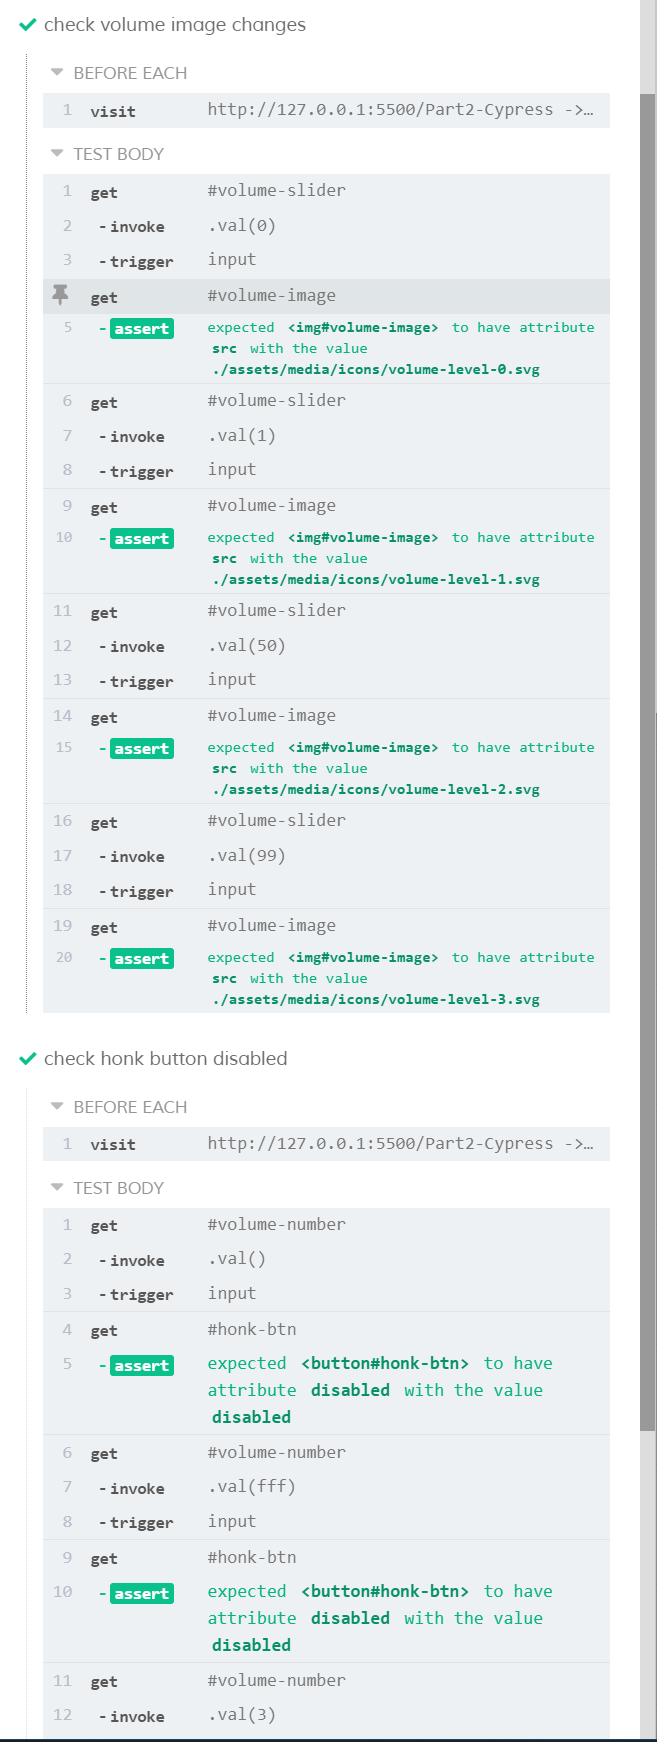 check volume image changes
BEFORE EACH
1 visit http://127.0.0.1:5500/Part2-Cypress ->…
TEST BODY
1 get #volume-slider
2 -invoke .val(0)
3 -trigger input
get #volume-image
5 -assert expected <img#volume-image> to have attribute
src with the value
./assets/media/icons/volume-level-0.svg
6 get #volume-slider
7 -invoke .val(1)
8 -trigger input
9 get #volume-image
10 -assert expected <img#volume-image> to have attribute
src with the value
./assets/media/icons/volume-level-1.svg
11 get #volume-slider
12 -invoke .val(50)
13 -trigger input
14 get #volume-image
15 -assert expected <img#volume-image> to have attribute
src with the value
./assets/media/icons/volume-level-2.svg
16 get #volume-slider
17 -invoke .val(99)
18 -trigger input
19 get #volume-image
20 -assert expected <img#volume-image> to have attribute
src with the value
./assets/media/icons/volume-level-3.svg
check honk button disabled
BEFORE EACH
1 visit http://127.0.0.1:5500/Part2-Cypress ->…
TEST BODY
1 get #volume-number
2 -invoke .val()
3 -trigger input
4 get #honk-btn
5 -assert expected <button#honk-btn> to have
attribute disabled with the value
disabled
6 get #volume-number
7 -invoke .val(fff)
8 -trigger input
9 get #honk-btn
10 -assert expected <button#honk-btn> to have
attribute disabled with the value
disabled
11 get #volume-number
12 -invoke .val(3)